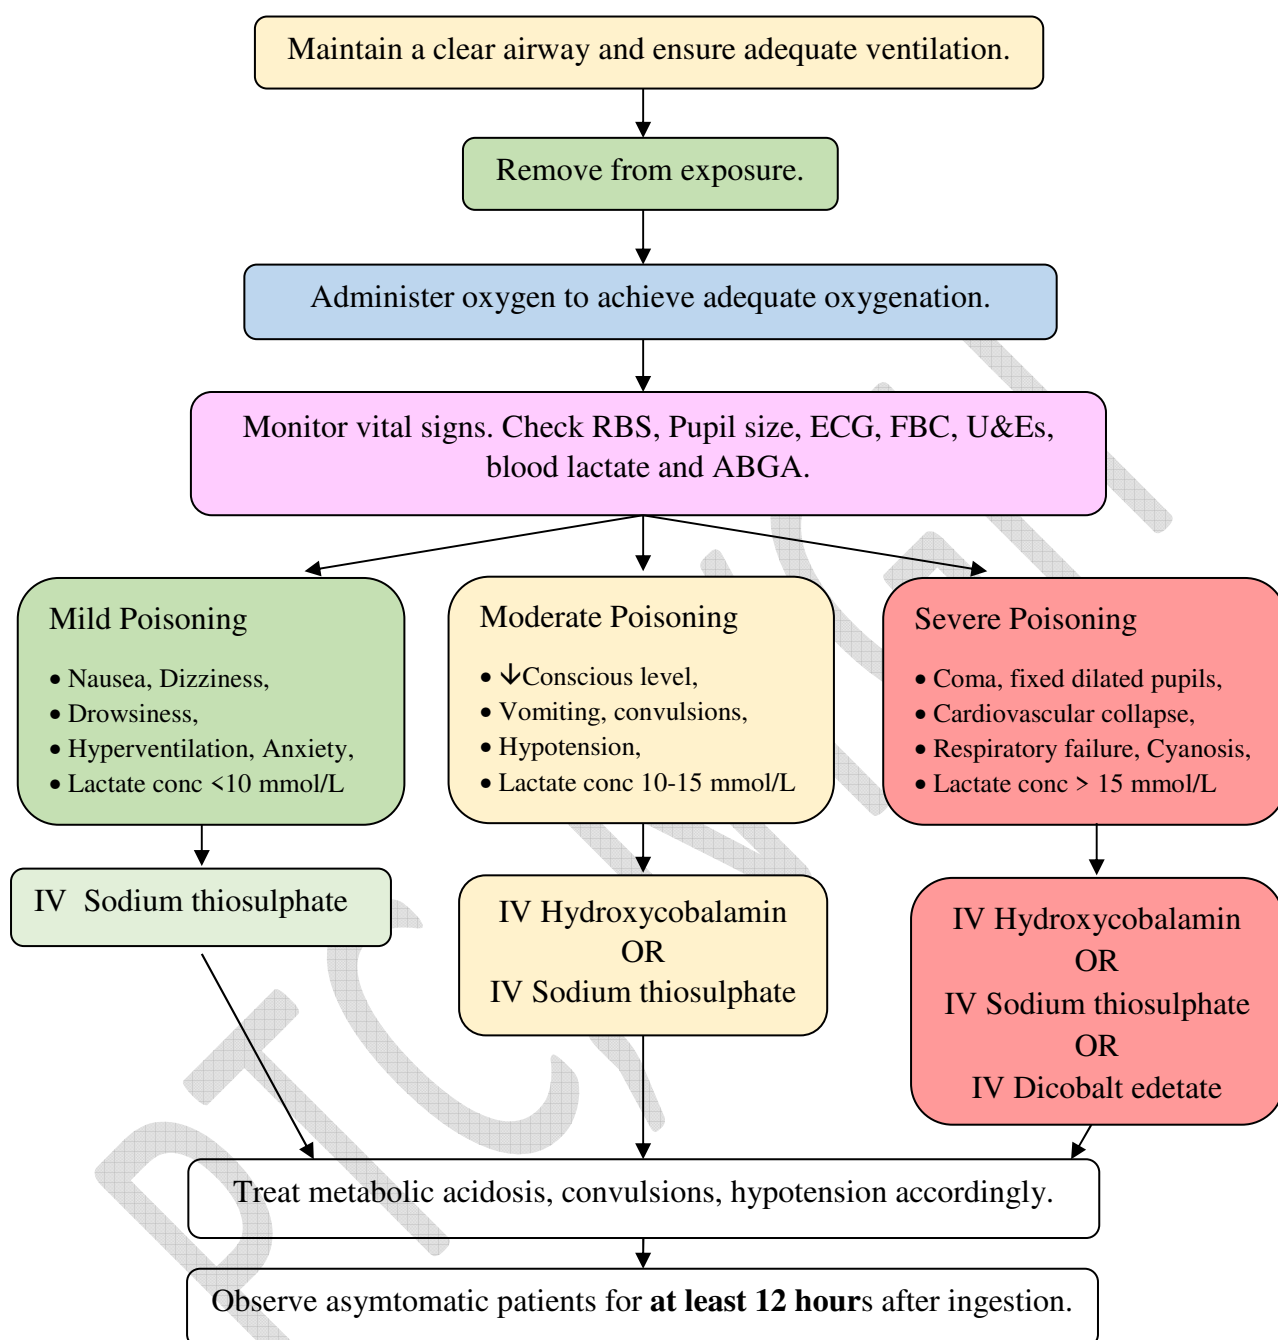 Maintain a clear airway and ensure adequate ventilation.
Remove from exposure.
Administer oxygen to achieve adequate oxygenation.
Monitor vital signs. Check RBS, Pupil size, ECG, FBC, U&Es,
blood lactate and ABGA.
Mild Poisoning
• Nausea, Dizziness,
• Drowsiness,
• Hyperventilation, Anxiety,
• Lactate conc <10 mmol/L
Moderate Poisoning
• ↓Conscious level,
• Vomiting, convulsions,
• Hypotension,
• Lactate conc 10-15 mmol/L
Severe Poisoning
• Coma, fixed dilated pupils,
• Cardiovascular collapse,
• Respiratory failure, Cyanosis,
• Lactate conc > 15 mmol/L
IV Sodium thiosulphate
IV Hydroxycobalamin
OR
IV Sodium thiosulphate
IV Hydroxycobalamin
OR
IV Sodium thiosulphate
OR
IV Dicobalt edetate
Treat metabolic acidosis, convulsions, hypotension accordingly.
Observe asymtomatic patients for at least 12 hours after ingestion.